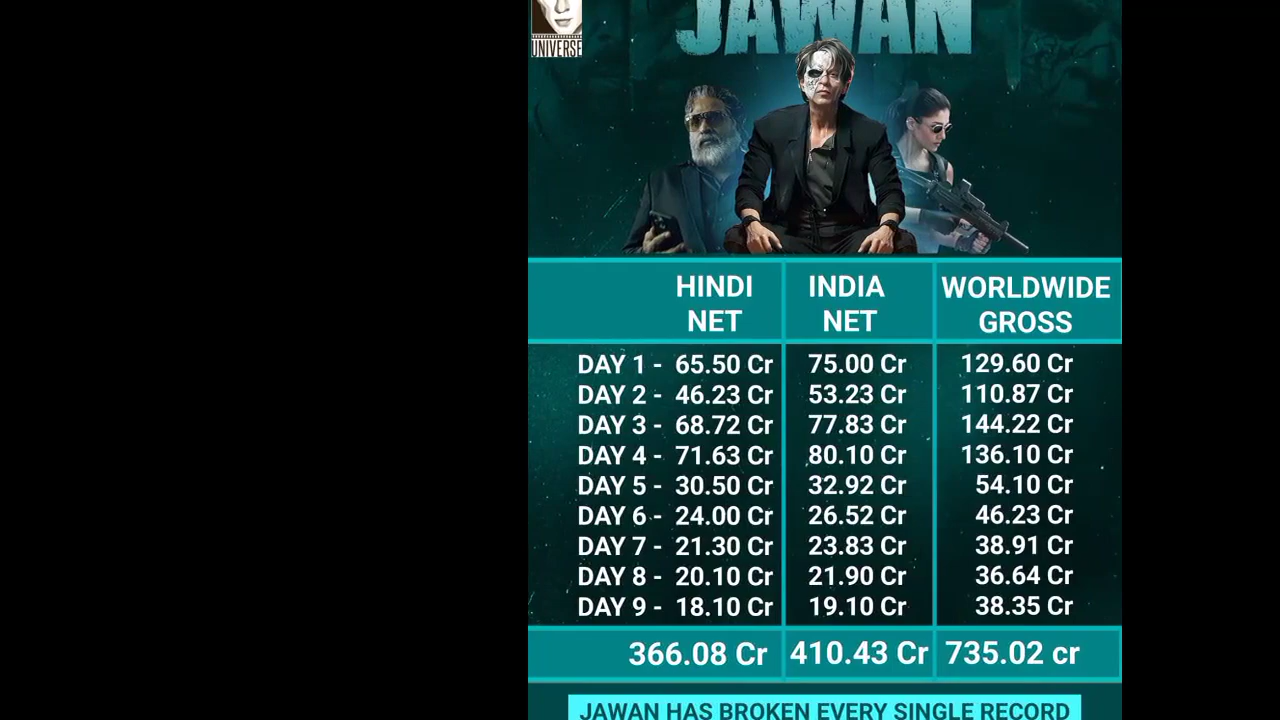 JAWAN
UNIVERSE
HINDI NET INDIA NET WORLDWIDE GROSS
DAY 1 - 65.50 Cr 75.00 Cr 129.60 Cr
DAY 2 - 46.23 Cr 53.23 Cr 110.87 Cr
DAY 3 - 68.72 Cr 77.83 Cr 144.22 Cr
DAY 4 - 71.63 Cr 80.10 Cr 136.10 Cr
DAY 5 - 30.50 Cr 32.92 Cr 54.10 Cr
DAY 6 - 24.00 Cr 26.52 Cr 46.23 Cr
DAY 7 - 21.30 Cr 23.83 Cr 38.91 Cr
DAY 8 - 20.10 Cr 21.90 Cr 36.64 Cr
DAY 9 - 18.10 Cr 19.10 Cr 38.35 Cr
366.08 Cr 410.43 Cr 735.02 cr
JAWAN HAS BROKEN EVERY SINGLE RECORD